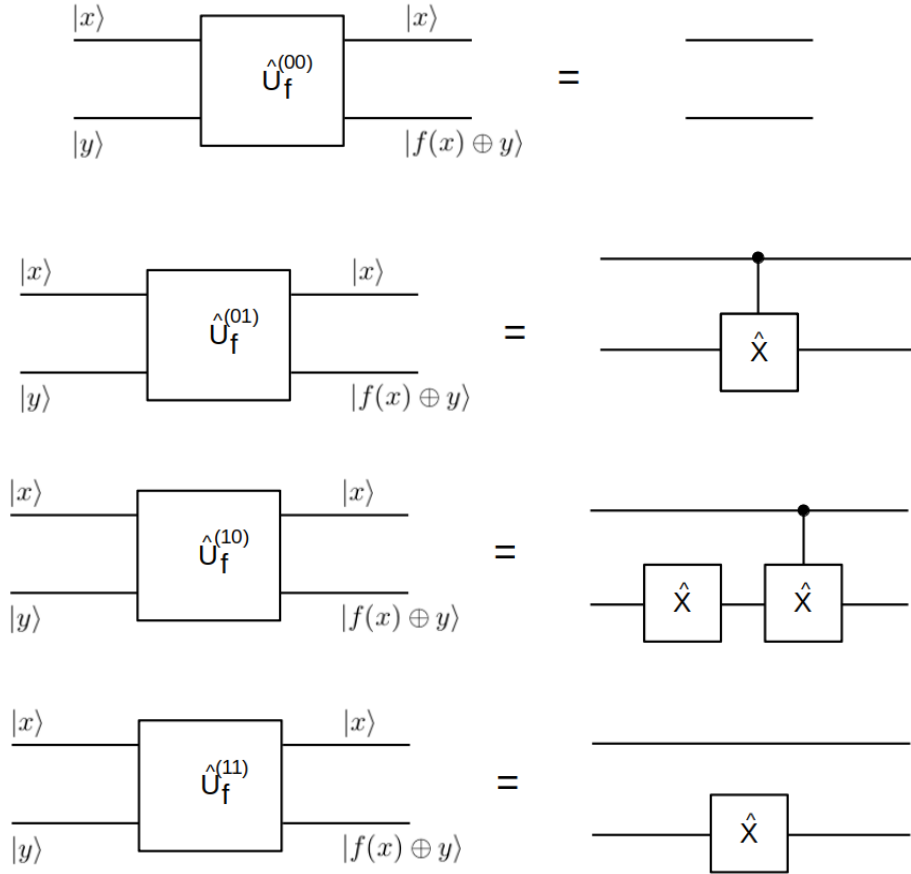 |x⟩ |x⟩
Û_f^(00) =
|y⟩ |f(x) ⊕ y⟩
|x⟩ |x⟩
Û_f^(01) = X̂
|y⟩ |f(x) ⊕ y⟩
|x⟩ |x⟩
Û_f^(10) = X̂ X̂
|y⟩ |f(x) ⊕ y⟩
|x⟩ |x⟩
Û_f^(11) = X̂
|y⟩ |f(x) ⊕ y⟩